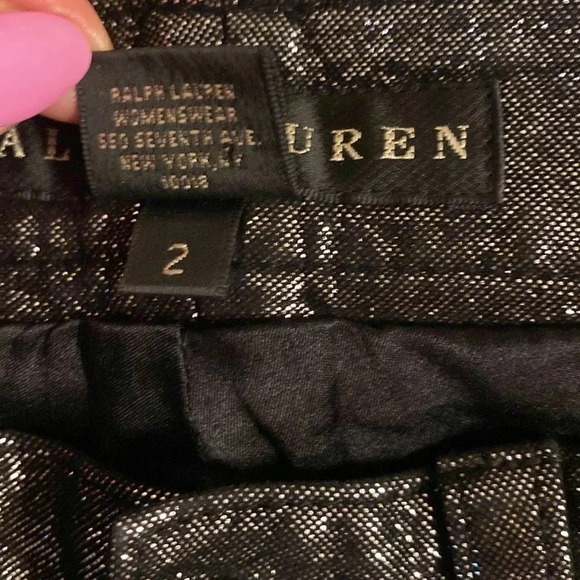 RALPH LAUREN
WOMENSWEAR
550 SEVENTH AVE.
NEW YORK, NY
10018
AL UREN
2